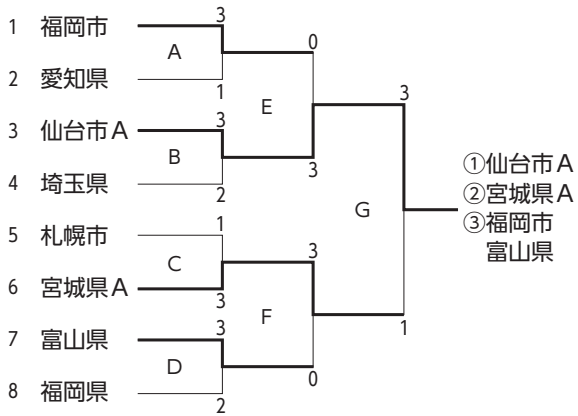 1 福岡市
2 愛知県
3 仙台市A
4 埼玉県
5 札幌市
6 宮城県A
7 富山県
8 福岡県
3
A
1
3
B
2
1
C
3
3
D
2
0
E
3
3
F
0
3
G
1
①仙台市A
②宮城県A
③福岡市
富山県